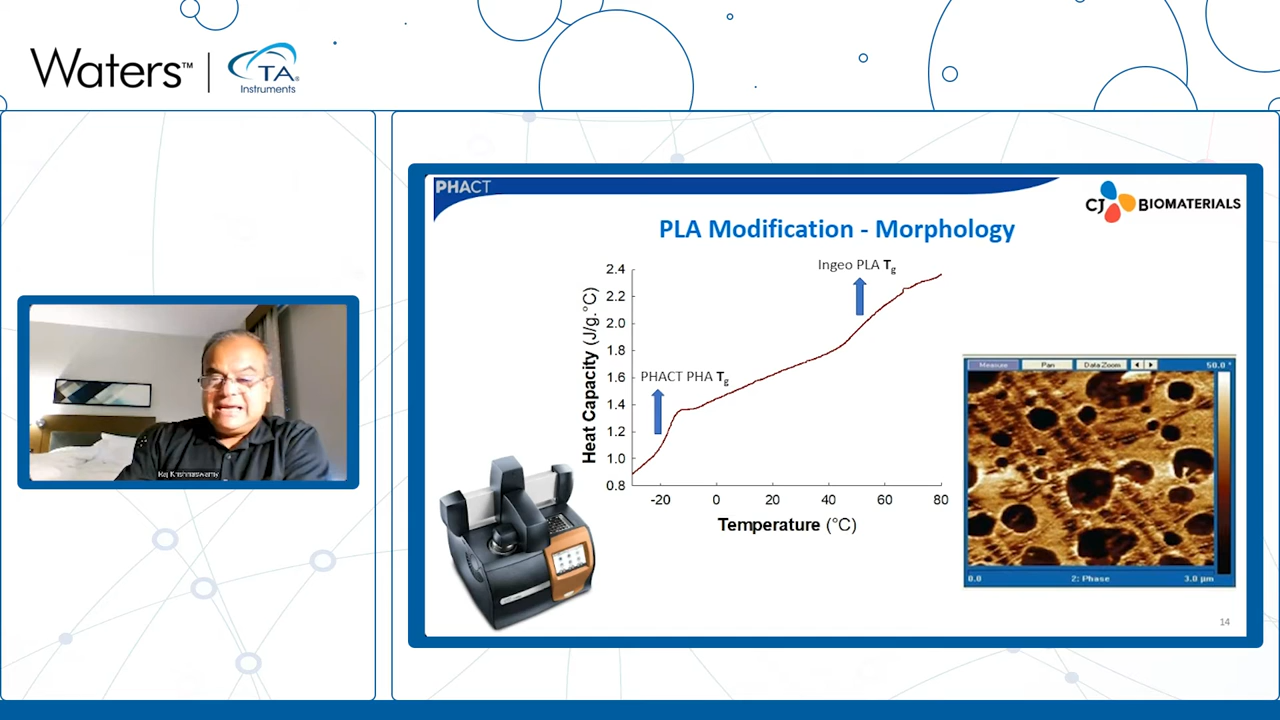 Waters™
TA®
Instruments
PHACT
CJ BIOMATERIALS
PLA Modification - Morphology
Ingeo PLA Tg
PHACT PHA Tg
Heat Capacity (J/g.°C)
2.4
2.2
2.0
1.8
1.6
1.4
1.2
1.0
0.8
-20 0 20 40 60 80
Temperature (°C)
Measure Pan Data Zoom 50.0 °
0.0 2: Phase 3.0 µm
Raj Krishnaswamy
14